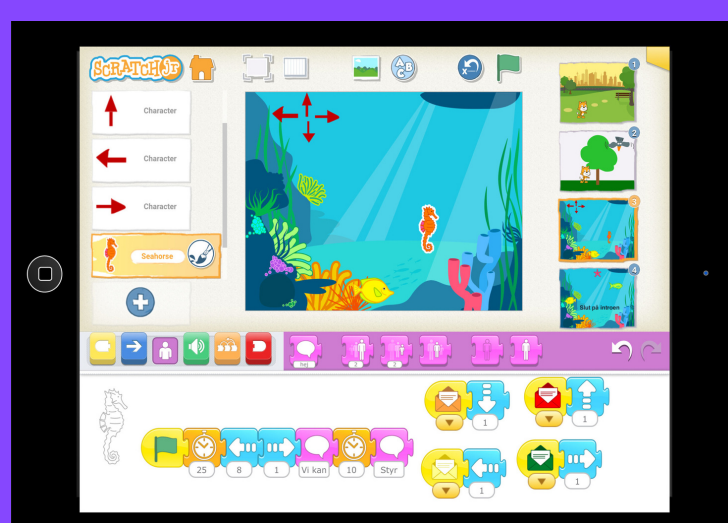 SCRATCHJr
ABC
X
1
Character
Character
2
Character
3
Seahorse
4
Slut på introen
hej
2
2
1
1
25
8
1
Vi kan
10
Styr
1
1